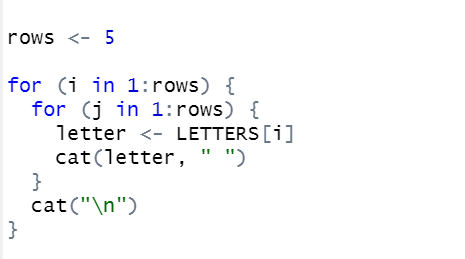 rows <- 5
for (i in 1:rows) {
  for (j in 1:rows) {
    letter <- LETTERS[i]
    cat(letter, " ")
  }
  cat("\n")
}